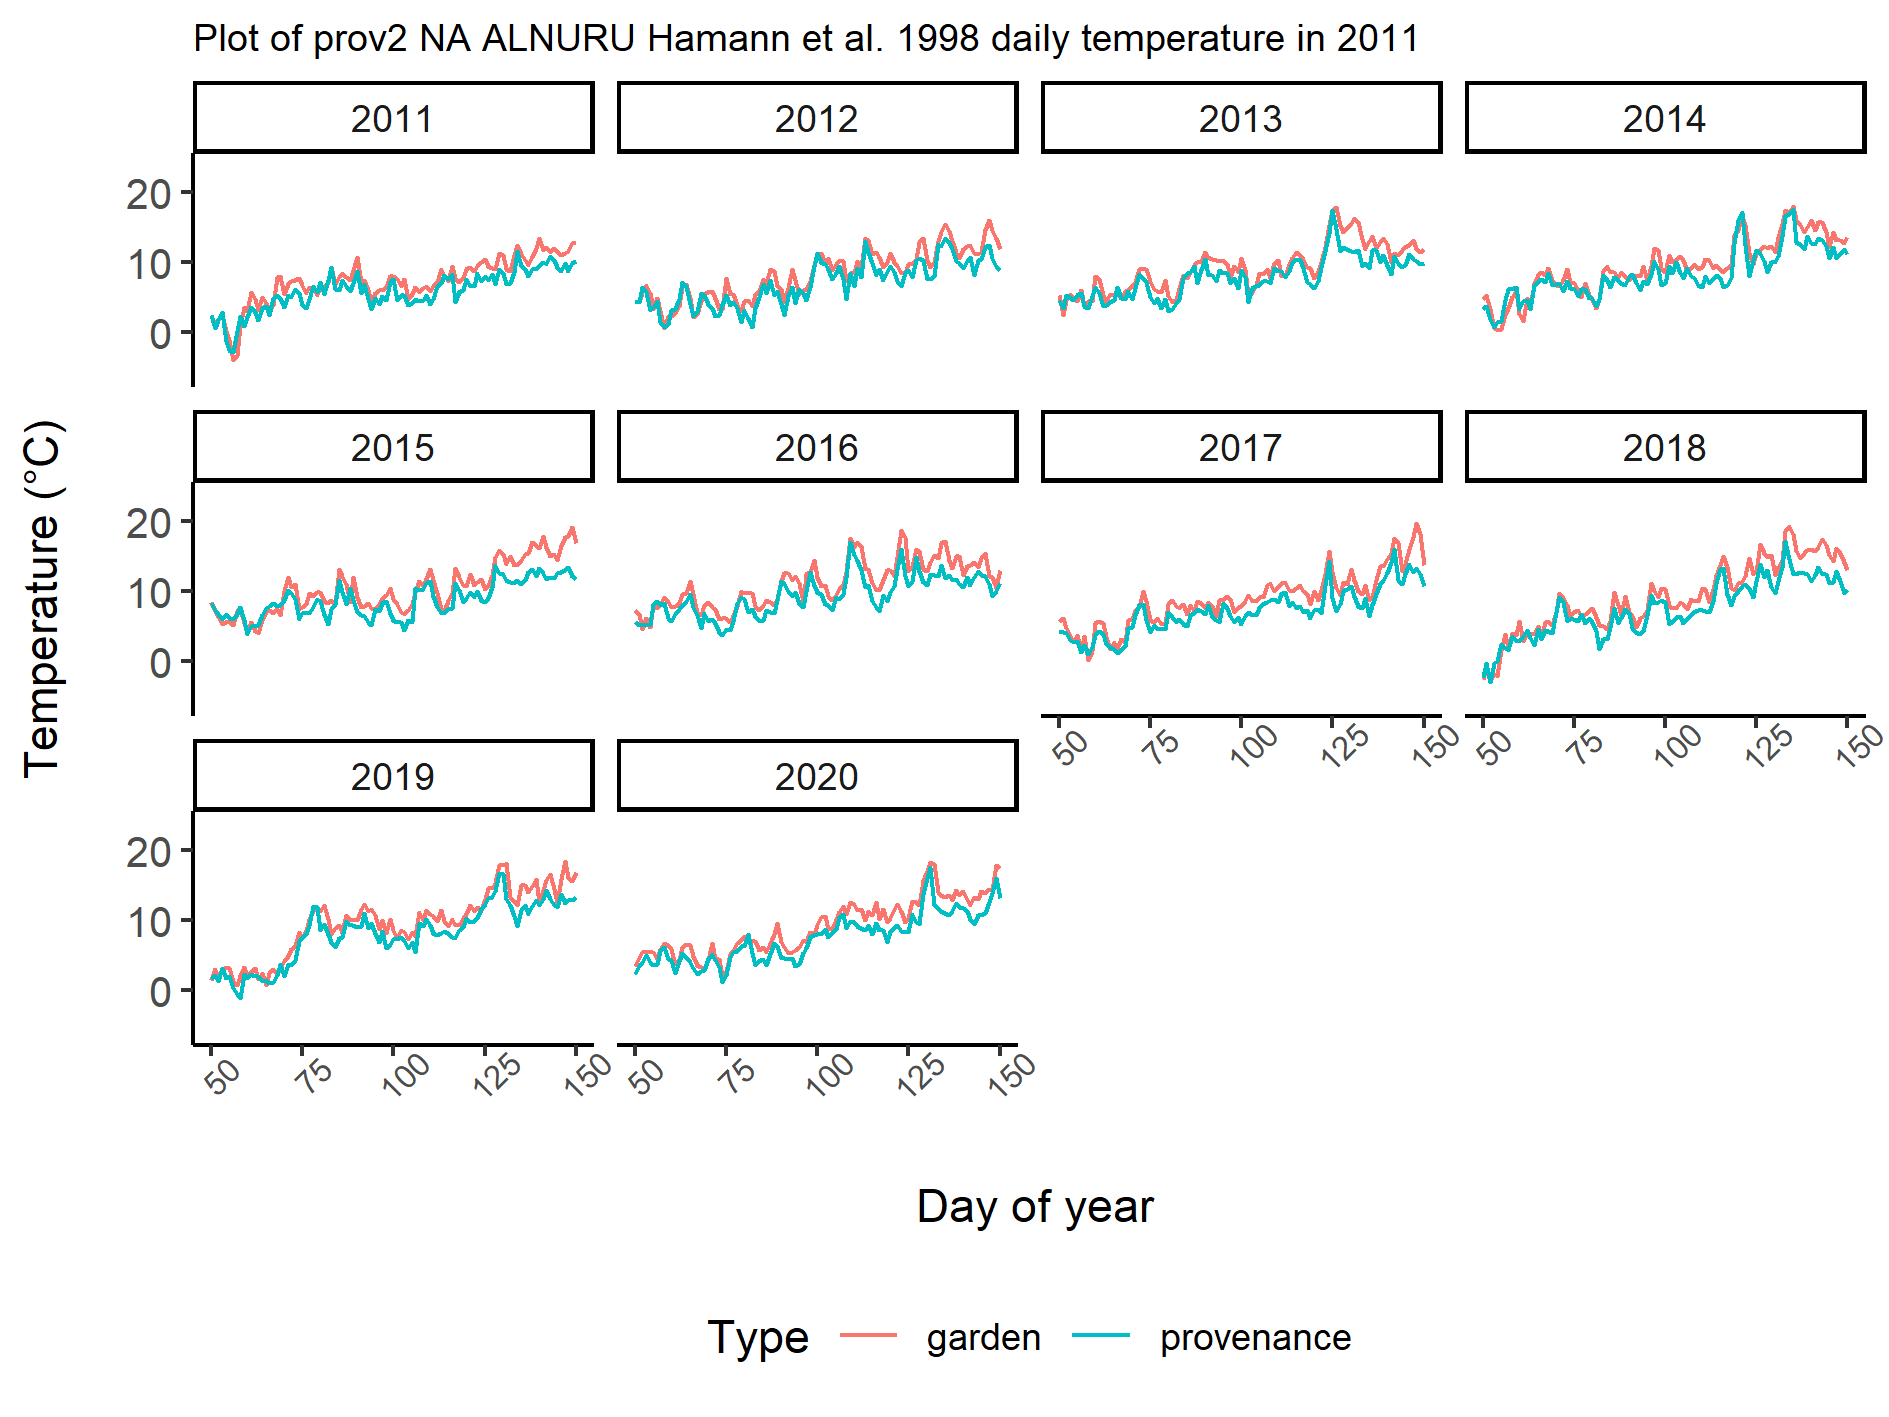 Plot of prov2 NA ALNURU Hamann et al. 1998 daily temperature in 2011
2011 2012 2013 2014
20
10
0
2015 2016 2017 2018
20
10
0
50 75 100 125 150 50 75 100 125 150
2019 2020
20
10
0
50 75 100 125 150 50 75 100 125 150
Temperature (°C)
Day of year
Type garden provenance